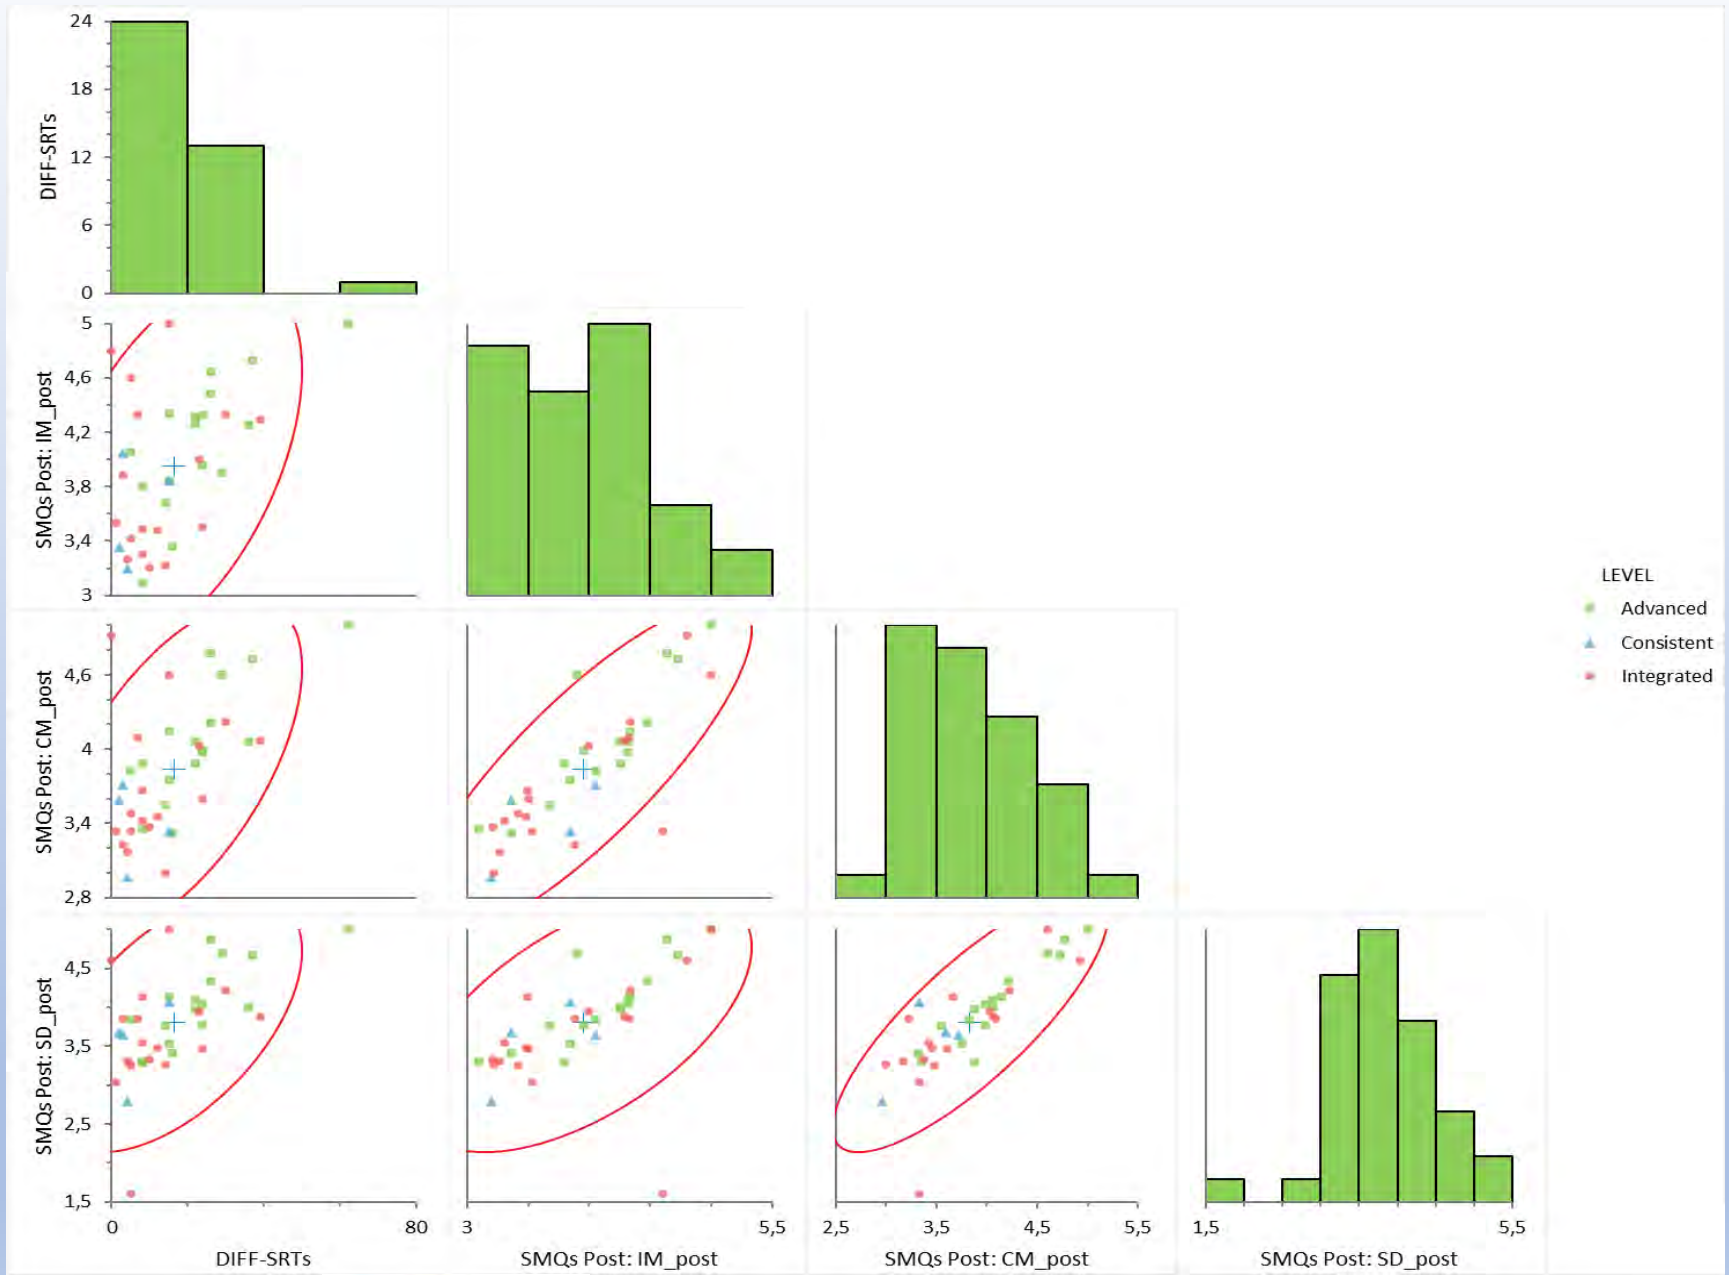 24
18
12
6
0
DIFF-SRTs
5
4,6
4,2
3,8
3,4
3
SMQs Post: IM_post
4,6
4
3,4
2,8
SMQs Post: CM_post
4,5
3,5
2,5
1,5
SMQs Post: SD_post
0 80
3 5,5
2,5 3,5 4,5 5,5
1,5 5,5
DIFF-SRTs
SMQs Post: IM_post
SMQs Post: CM_post
SMQs Post: SD_post
LEVEL
Advanced
Consistent
Integrated